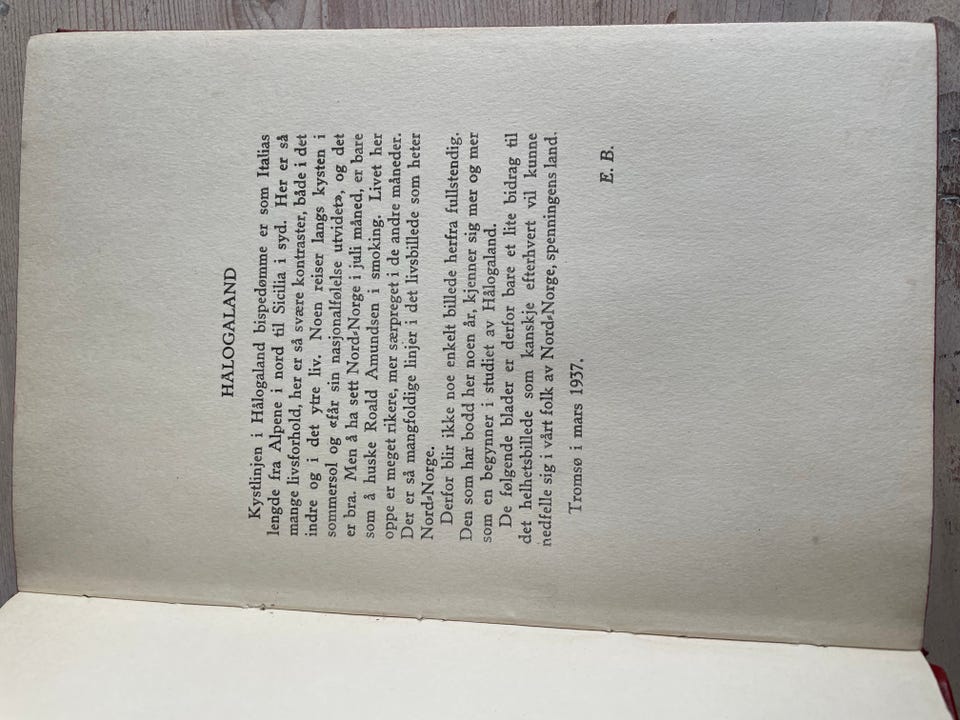 HÅLOGALAND
Kystlinjen i Hålogaland bispedømme er som Italias
lengde fra Alpene i nord til Sicilia i syd. Her er så
mange livsforhold, her er så svære kontraster, både i det
indre og i det ytre liv. Noen reiser langs kysten i
sommersol og «får sin nasjonalfølelse utvidet», og det
er bra. Men å ha sett Nord-Norge i juli måned, er bare
som å huske Roald Amundsen i smoking. Livet her
oppe er meget rikere, mer særpreget i de andre måneder.
Der er så mangfoldige linjer i det livsbillede som heter
Nord-Norge.
Derfor blir ikke noe enkelt billede herfra fullstendig.
Den som har bodd her noen år, kjenner sig mer og mer
som en begynner i studiet av Hålogaland.
De følgende blader er derfor bare et lite bidrag til
det helhetsbillede som kanskje efterhvert vil kunne
nedfelle sig i vårt folk av Nord-Norge, spenningens land.
Tromsø i mars 1937.
E. B.